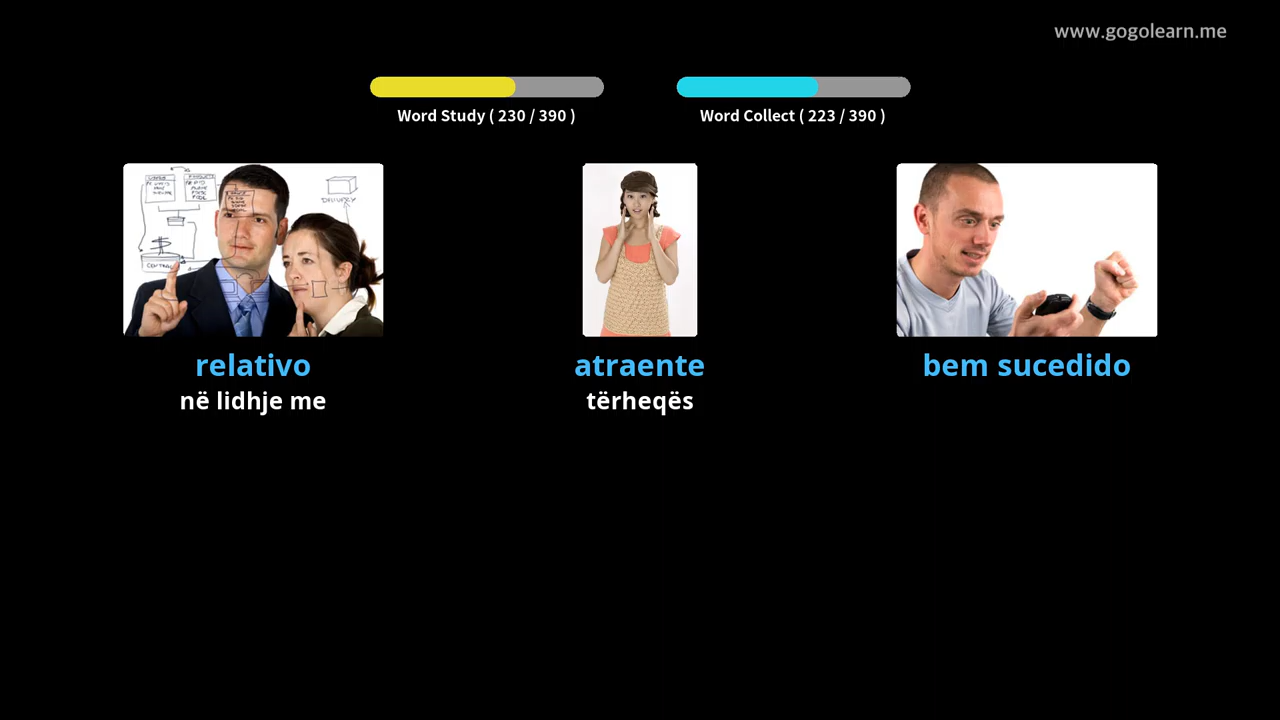 www.gogolearn.me
Word Study ( 230 / 390 )
Word Collect ( 223 / 390 )
DELIVERY
relativo
atraente
bem sucedido
në lidhje me
tërheqës